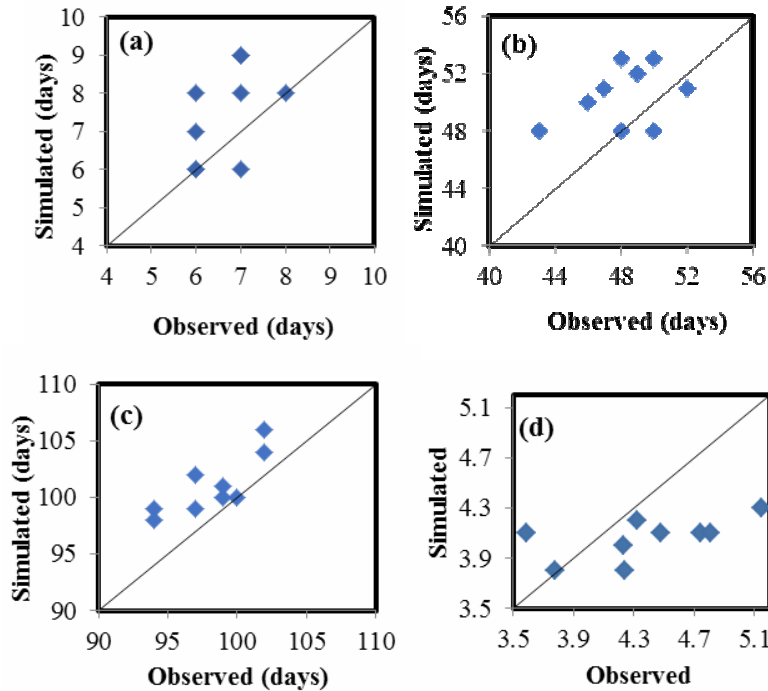 (a)
Simulated (days)
10
9
8
7
6
5
4
4 5 6 7 8 9 10
Observed (days)
(b)
Simulated (days)
56
52
48
44
40
40 44 48 52 56
Observed (days)
(c)
Simulated (days)
110
105
100
95
90
90 95 100 105 110
Observed (days)
(d)
Simulated
5.1
4.7
4.3
3.9
3.5
3.5 3.9 4.3 4.7 5.1
Observed